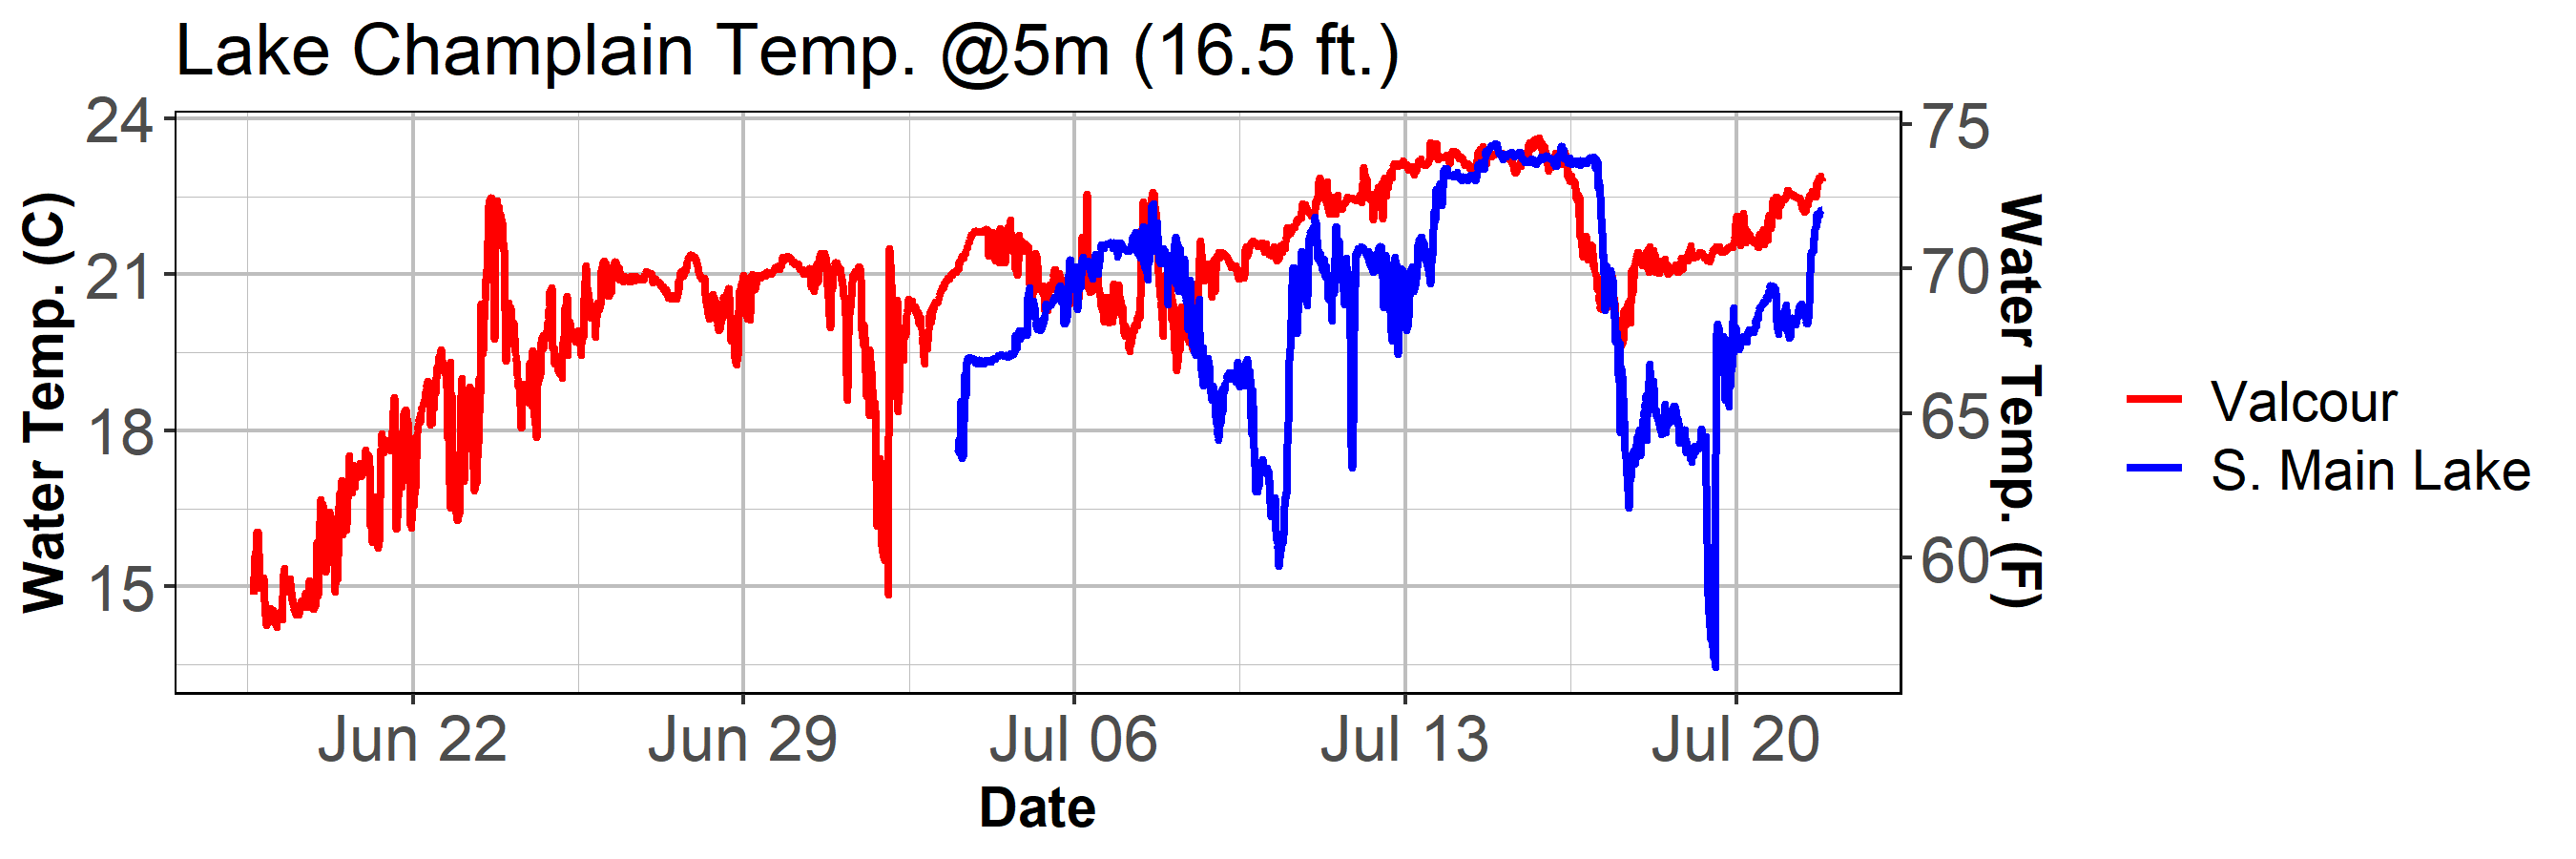 Lake Champlain Temp. @5m (16.5 ft.)
24
21
18
15
Water Temp. (C)
75
70
65
60
Water Temp. (F)
Jun 22
Jun 29
Jul 06
Jul 13
Jul 20
Date
Valcour
S. Main Lake